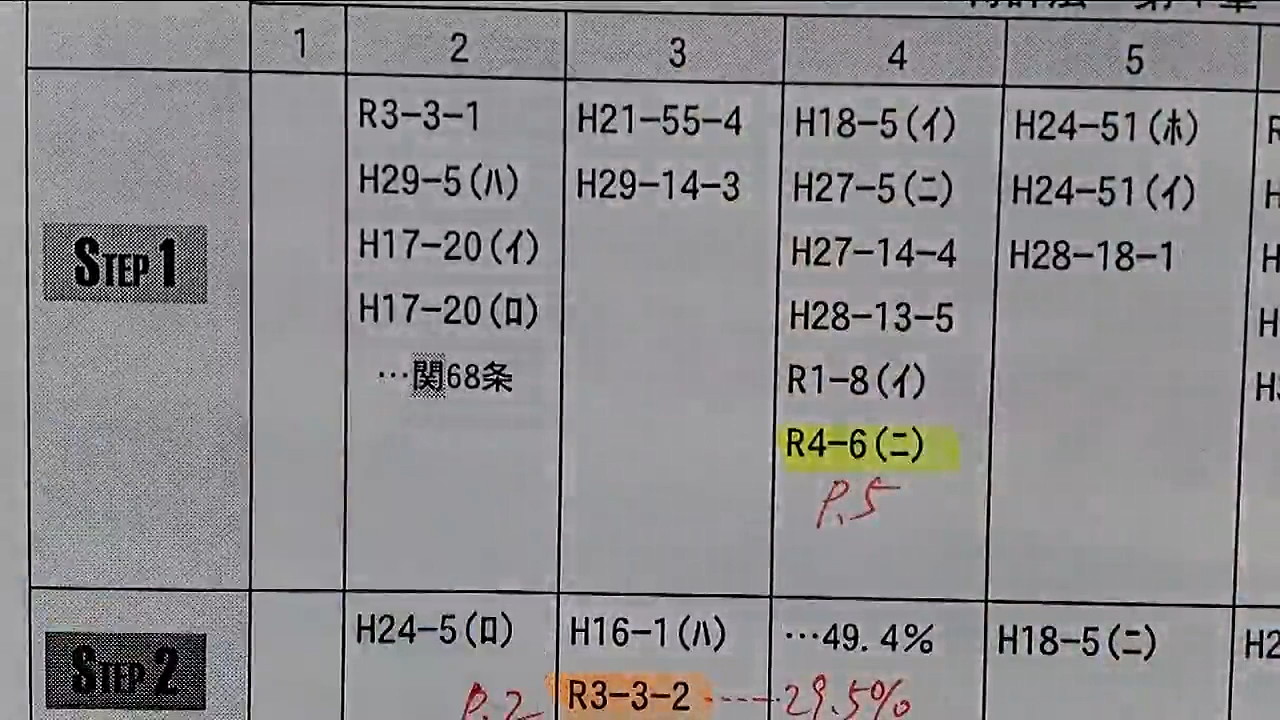 1 2 3 4 5
STEP 1
R3-3-1 H21-55-4 H18-5(イ) H24-51(ホ)
H29-5(ハ) H29-14-3 H27-5(ニ) H24-51(イ)
H17-20(イ) H27-14-4 H28-18-1
H17-20(ロ) H28-13-5
…関68条 R1-8(イ)
R4-6(ニ)
P.5
STEP 2
H24-5(ロ) H16-1(ハ) …49.4% H18-5(ニ)
P.2 R3-3-2 ----29.5%